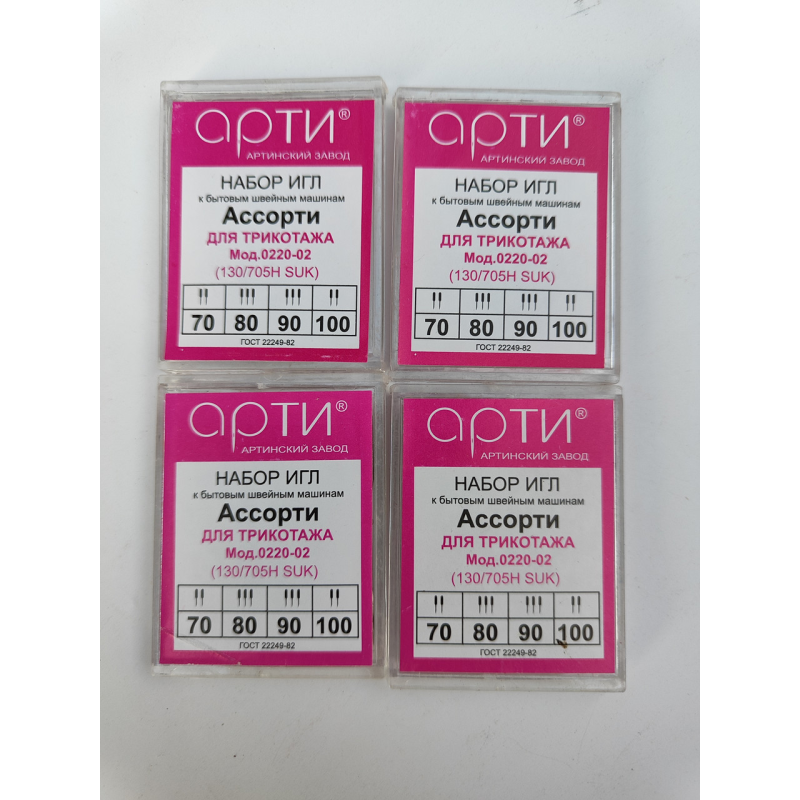 арти®
АРТИНСКИЙ ЗАВОД
НАБОР ИГЛ
к бытовым швейным машинам
Ассорти
ДЛЯ ТРИКОТАЖА
Мод.0220-02
(130/705H SUK)
70 80 90 100
ГОСТ 22249-82
арти®
АРТИНСКИЙ ЗАВОД
НАБОР ИГЛ
к бытовым швейным машинам
Ассорти
ДЛЯ ТРИКОТАЖА
Мод.0220-02
(130/705H SUK)
70 80 90 100
ГОСТ 22249-82
арти®
АРТИНСКИЙ ЗАВОД
НАБОР ИГЛ
к бытовым швейным машинам
Ассорти
ДЛЯ ТРИКОТАЖА
Мод.0220-02
(130/705H SUK)
70 80 90 100
ГОСТ 22249-82
арти®
АРТИНСКИЙ ЗАВОД
НАБОР ИГЛ
к бытовым швейным машинам
Ассорти
ДЛЯ ТРИКОТАЖА
Мод.0220-02
(130/705H SUK)
70 80 90 100
ГОСТ 22249-82